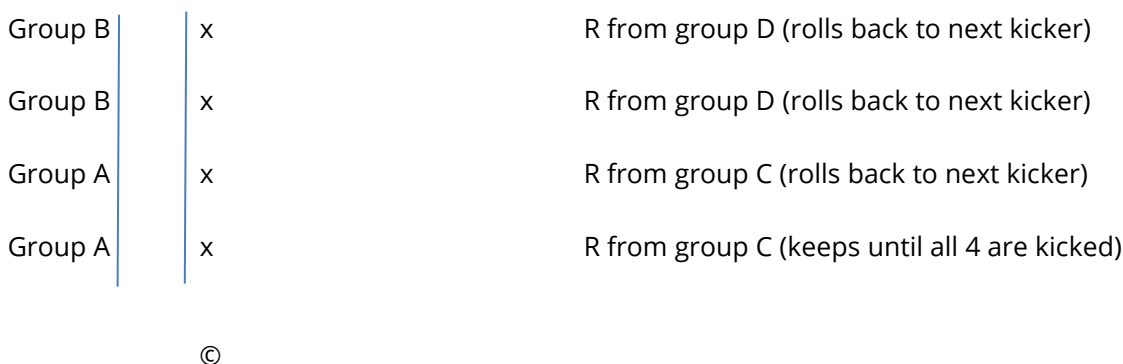 Group B x R from group D (rolls back to next kicker)
Group B x R from group D (rolls back to next kicker)
Group A x R from group C (rolls back to next kicker)
Group A x R from group C (keeps until all 4 are kicked)
©